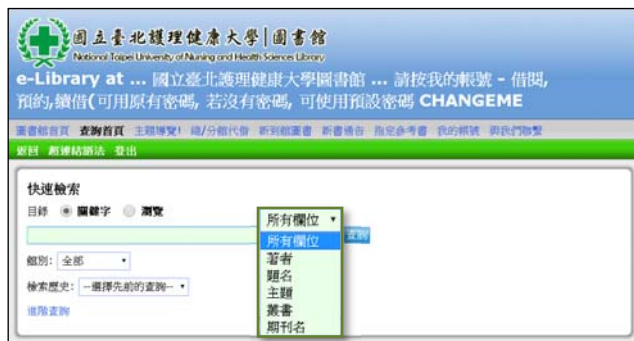 國立臺北護理健康大學|圖書館
National Taipei University of Nursing and Health Sciences Library
e-Library at ... 國立臺北護理健康大學圖書館 ... 請按我的帳號 - 借閱,
預約,續借(可用原有密碼, 若沒有密碼, 可使用預設密碼 CHANGEME
圖書館首頁 查詢首頁 主題導覽! 總/分館代借 新到館圖書 新書通告 指定參考書 我的帳號 與我們聯繫
返回 超連結語法 登出
快速檢索
目錄 關鍵字 瀏覽
所有欄位
查詢
所有欄位
著者
題名
主題
叢書
期刊名
館別: 全部
檢索歷史: --選擇先前的查詢--
進階查詢